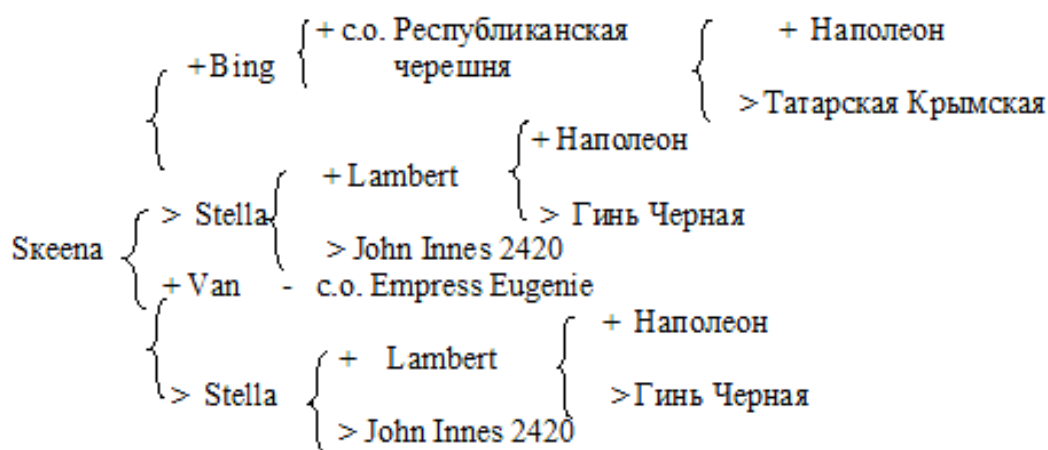 + с.о. Республиканская + Наполеон
+Bing черешня
>Татарская Крымская
+ Наполеон
+ Lambert
> Stella > Гинь Черная
Skeena > John Innes 2420
+ Van - с.о. Empress Eugenie
+ Наполеон
+ Lambert
> Stella >Гинь Черная
> John Innes 2420